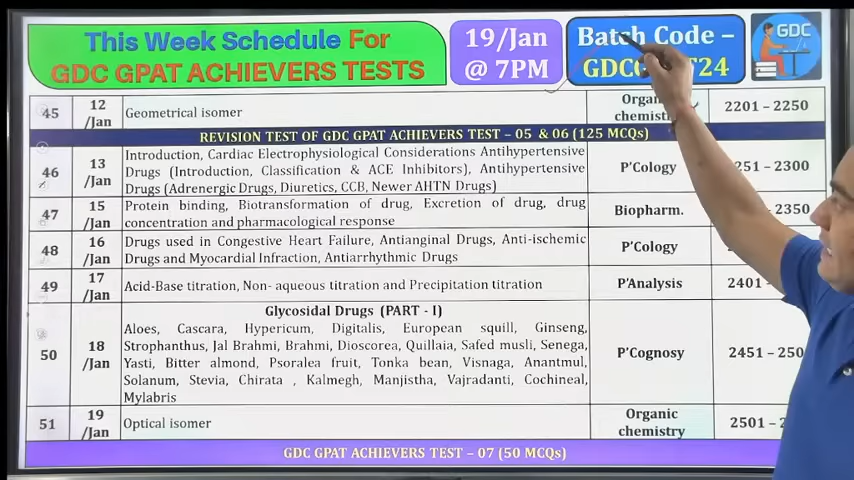 This Week Schedule For
GDC GPAT ACHIEVERS TESTS
19/Jan
@ 7PM
Batch Code –
GDC
GDC
45 12 /Jan Geometrical isomer Organic chemistry 2201 – 2250
REVISION TEST OF GDC GPAT ACHIEVERS TEST – 05 & 06 (125 MCQs)
46 13 /Jan P'Cology 2300
Introduction, Cardiac Electrophysiological Considerations Antihypertensive
Drugs (Introduction, Classification & ACE Inhibitors), Antihypertensive
Drugs (Adrenergic Drugs, Diuretics, CCB, Newer AHTN Drugs)
47 15 /Jan Biopharm. 2350
Protein binding, Biotransformation of drug, Excretion of drug, drug
concentration and pharmacological response
48 16 /Jan P'Cology
Drugs used in Congestive Heart Failure, Antianginal Drugs, Anti-ischemic
Drugs and Myocardial Infraction, Antiarrhythmic Drugs
49 17 /Jan Acid-Base titration, Non- aqueous titration and Precipitation titration P'Analysis 2401
50 18 /Jan P'Cognosy 2451 –
Glycosidal Drugs (PART - I)
Aloes, Cascara, Hypericum, Digitalis, European squill, Ginseng,
Strophanthus, Jal Brahmi, Brahmi, Dioscorea, Quillaia, Safed musli, Senega,
Yasti, Bitter almond, Psoralea fruit, Tonka bean, Visnaga, Anantmul,
Solanum, Stevia, Chirata , Kalmegh, Manjistha, Vajradanti, Cochineal,
Mylabris
51 19 /Jan Optical isomer Organic chemistry 2501 –
GDC GPAT ACHIEVERS TEST – 07 (50 MCQs)